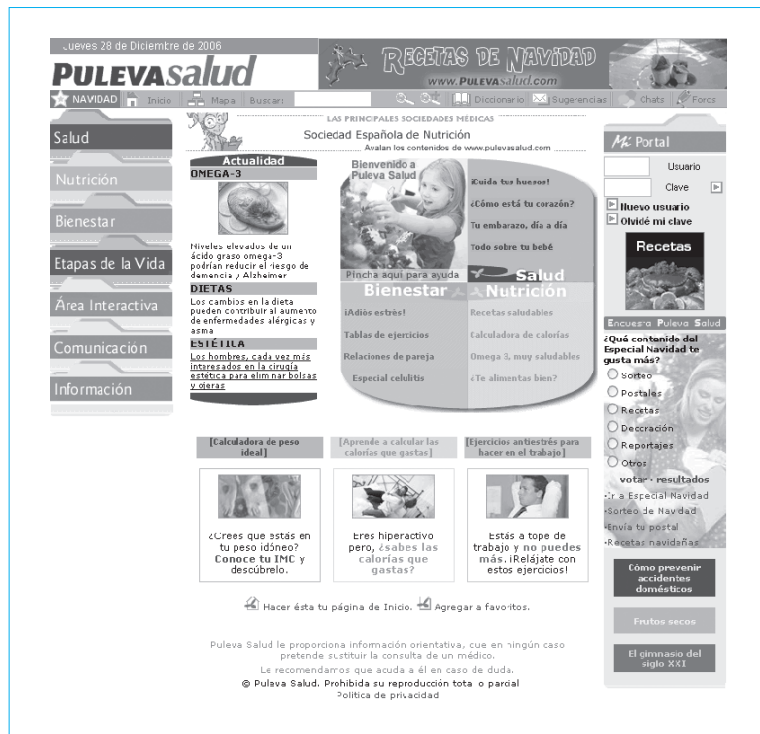 Jueves 28 de Diciembre de 2006
PULEVAsalud
RECETAS DE NAVIDAD
www.PULEVAsalud.com
NAVIDAD Inicio Mapa Buscar: Diccionario Sugerencias Chats Foros
Salud
Nutrición
Bienestar
Etapas de la Vida
Área Interactiva
Comunicación
Información
LAS PRINCIPALES SOCIEDADES MÉDICAS
Sociedad Española de Nutrición
Avalan los contenidos de www.pulevasalud.com
Actualidad
OMEGA-3
Niveles elevados de un
ácido graso omega-3
podrían reducir el riesgo de
demencia y Alzheimer
DIETAS
Los cambios en la dieta
pueden contribuir al aumento
de enfermedades alérgicas y
asma
ESTÉTICA
Los hombres, cada vez más
interesados en la cirugía
estética para eliminar bolsas
y ojeras
Bienvenido a
Puleva Salud
Pincha aquí para ayuda
¡Cuida tus huesos!
¿Cómo está tu corazón?
Tu embarazo, día a día
Todo sobre tu bebé
Salud
Bienestar
¡Adiós estrés!
Tablas de ejercicios
Relaciones de pareja
Especial celulitis
Nutrición
Recetas saludables
Calculadora de calorías
Omega 3, muy saludables
¿Te alimentas bien?
Mi Portal
Usuario
Clave
Nuevo usuario
Olvidé mi clave
Recetas
Encuesta Puleva Salud
¿Qué contenido del
Especial Navidad te
gusta más?
Sorteo
Postales
Recetas
Decoración
Reportajes
Otros
votar · resultados
·Ir a Especial Navidad
·Sorteo de Navidad
·Envía tu postal
·Recetas navideñas
Cómo prevenir
accidentes
domésticos
Frutos secos
El gimnasio del
siglo XXI
[Calculadora de peso
ideal]
¿Crees que estás en
tu peso idóneo?
Conoce tu IMC y
descúbrelo.
[Aprende a calcular las
calorías que gastas]
Eres hiperactivo
pero, ¿sabes las
calorías que
gastas?
[Ejercicios antiestrés para
hacer en el trabajo]
Estás a tope de
trabajo y no puedes
más. ¡Relájate con
estos ejercicios!
Hacer ésta tu página de Inicio. Agregar a favoritos.
Puleva Salud le proporciona información orientativa, que en ningún caso
pretende sustituir la consulta de un médico.
Le recomendamos que acuda a él en caso de duda.
© Puleva Salud. Prohibida su reproducción total o parcial
Política de privacidad